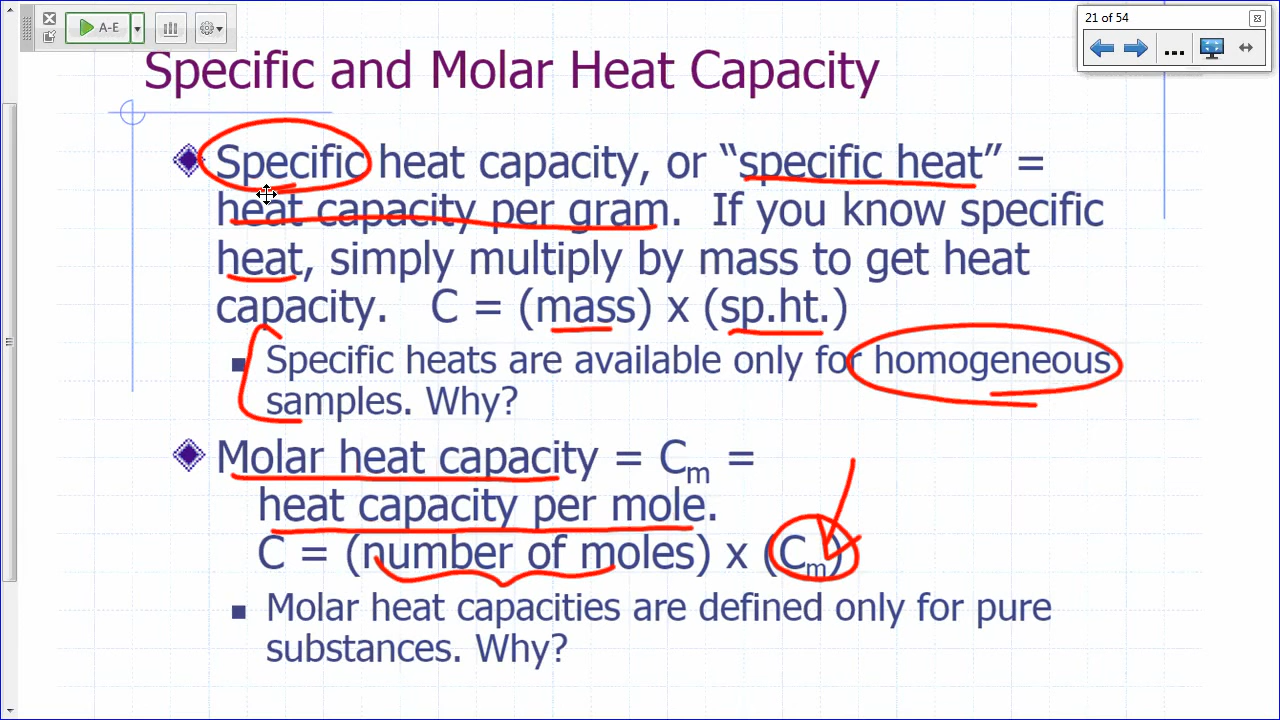 A-E
21 of 54
Specific and Molar Heat Capacity
Specific heat capacity, or “specific heat” =
heat capacity per gram. If you know specific
heat, simply multiply by mass to get heat
capacity. C = (mass) x (sp.ht.)
Specific heats are available only for homogeneous
samples. Why?
Molar heat capacity = Cm =
heat capacity per mole.
C = (number of moles) x (Cm)
Molar heat capacities are defined only for pure
substances. Why?